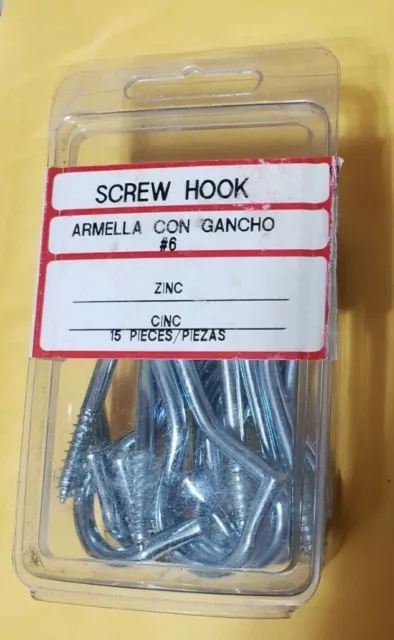 SCREW HOOK
ARMELLA CON GANCHO
#6
ZINC
CINC
15 PIECES/PIEZAS